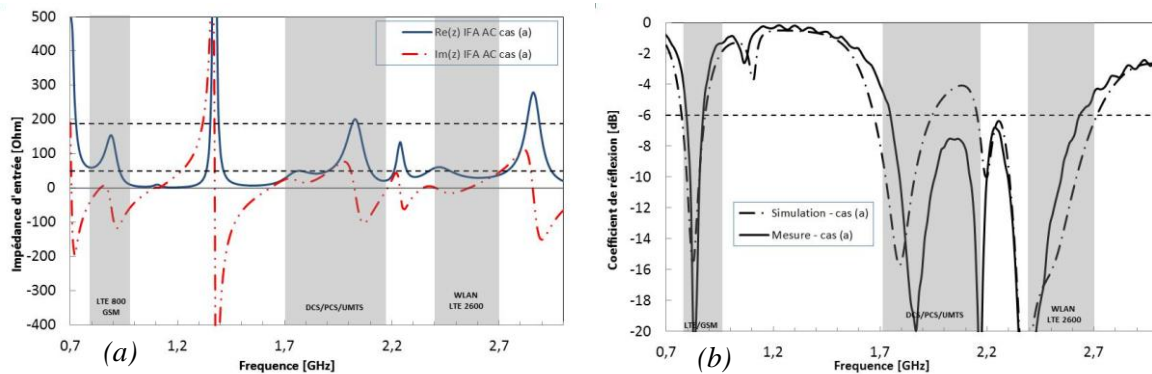 500
400
300
200
100
0
-100
-200
-300
-400
Impédance d'entrée [Ohm]
Re(z) IFA AC cas (a)
Im(z) IFA AC cas (a)
LTE 800
GSM
DCS/PCS/UMTS
WLAN
LTE 2600
0,7
1,2
1,7
2,2
2,7
Frequence [GHz]
(a)
0
-2
-4
-6
-8
-10
-12
-14
-16
-18
-20
Coefficient de réflexion [dB]
Simulation - cas (a)
Mesure - cas (a)
LTE/GSM
DCS/PCS/UMTS
WLAN
LTE 2600
0,7
1,2
1,7
2,2
2,7
Frequence [GHz]
(b)